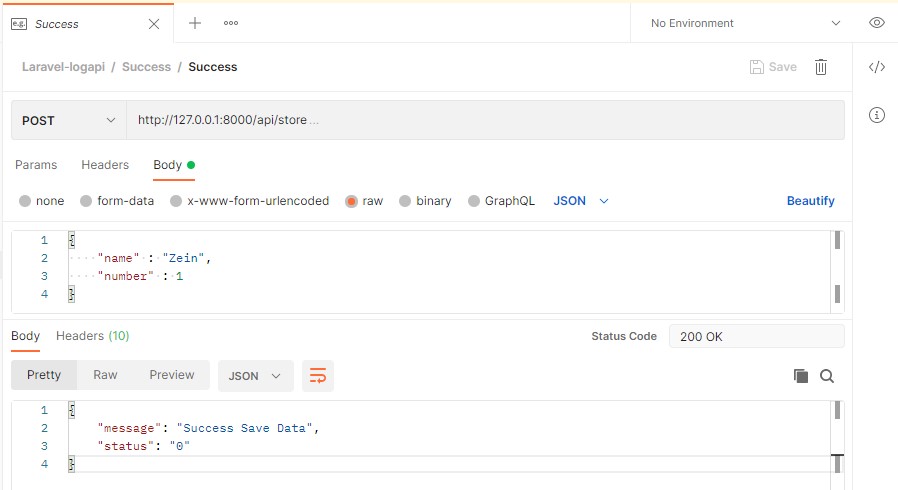 e.g. Success No Environment
Laravel-logapi / Success / Success Save
POST http://127.0.0.1:8000/api/store ...
Params Headers Body
none form-data x-www-form-urlencoded raw binary GraphQL JSON Beautify
1 {
2 "name" : "Zein",
3 "number" : 1
4 }
Body Headers (10) Status Code 200 OK
Pretty Raw Preview JSON
1 {
2 "message": "Success Save Data",
3 "status": "0"
4 }